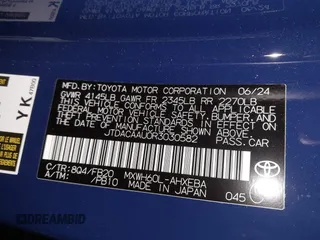 MFD. BY: TOYOTA MOTOR CORPORATION 06/24
GVWR 4145LB GAWR FR 2345LB RR 2270LB
THIS VEHICLE CONFORMS TO ALL APPLICABLE
FEDERAL MOTOR VEHICLE SAFETY,
BUMPER, AND THEFT PREVENTION
STANDARDS IN EFFECT ON THE DATE OF
MANUFACTURE SHOWN ABOVE.
PASS.CAR
C/TR: 8Q4/FB20 MXWH60L-AHXEBA
A/TM: /PB10 MADE IN JAPAN 045
TOYOTA
YK
DREAMBID